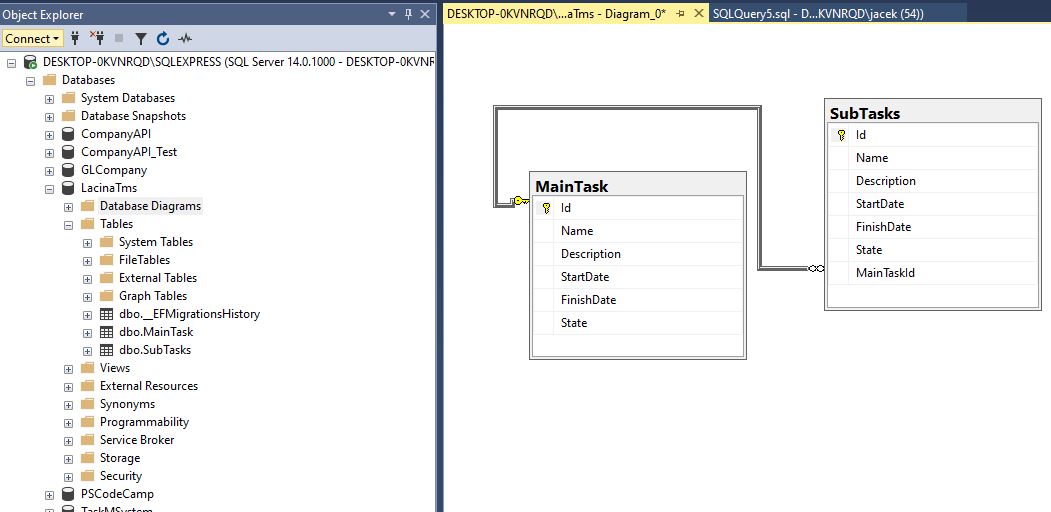 Object Explorer
Connect
DESKTOP-0KVNRQD\SQLEXPRESS (SQL Server 14.0.1000 - DESKTOP-0KVNR
Databases
System Databases
Database Snapshots
CompanyAPI
CompanyAPI_Test
GLCompany
LacinaTms
Database Diagrams
Tables
System Tables
FileTables
External Tables
Graph Tables
dbo.__EFMigrationsHistory
dbo.MainTask
dbo.SubTasks
Views
External Resources
Synonyms
Programmability
Service Broker
Storage
Security
PSCodeCamp
TaskMSystem
DESKTOP-0KVNRQD\...aTms - Diagram_0*
SQLQuery5.sql - D...KVNRQD\jacek (54))
MainTask
Id
Name
Description
StartDate
FinishDate
State
SubTasks
Id
Name
Description
StartDate
FinishDate
State
MainTaskId